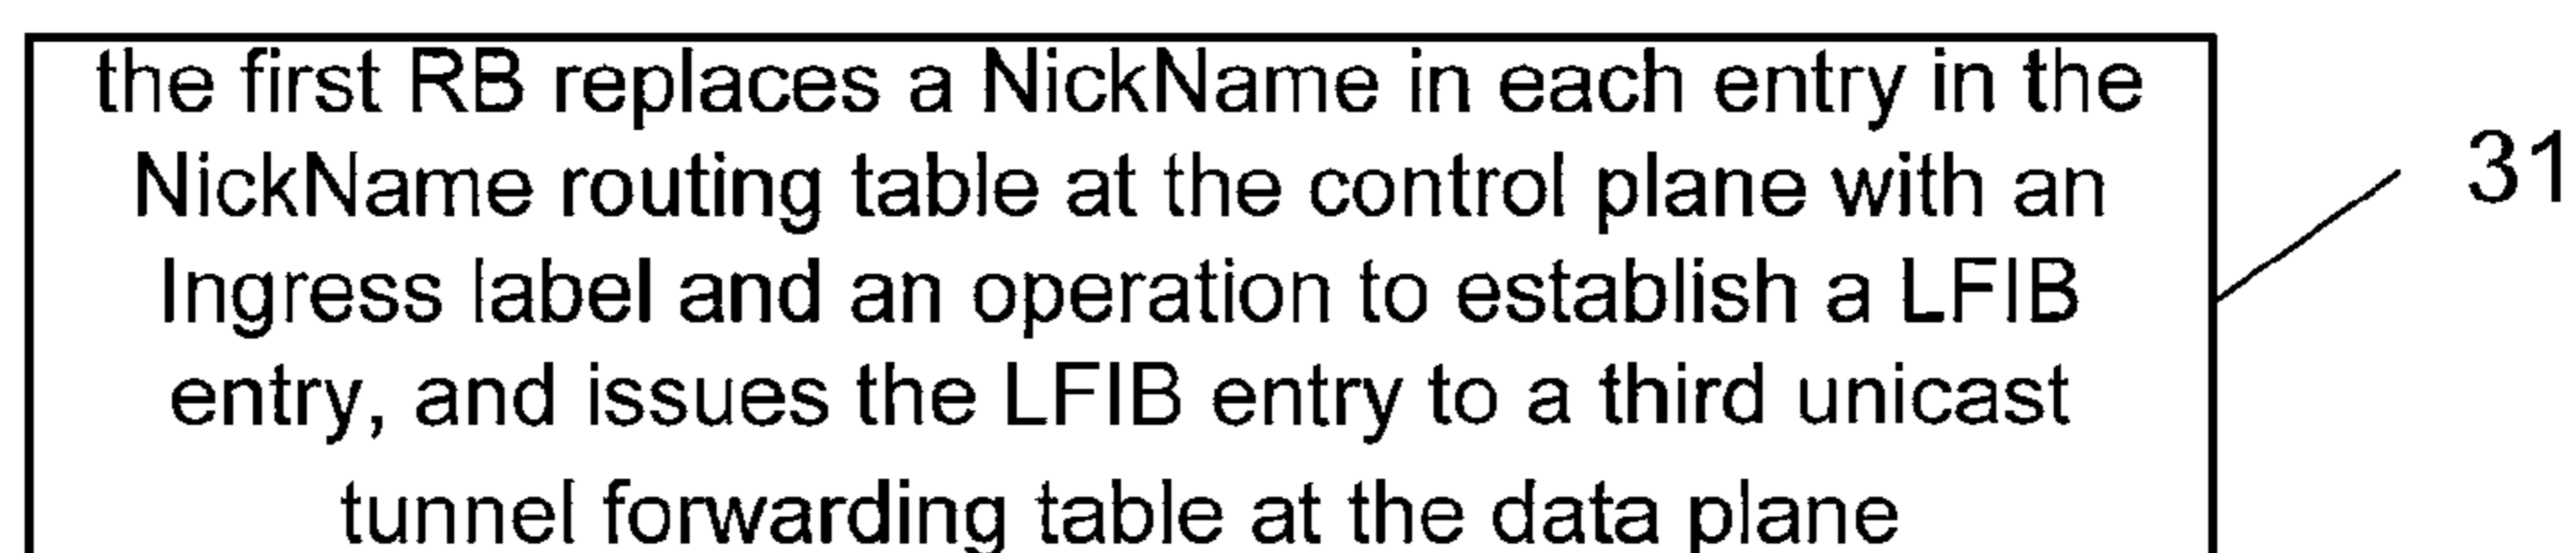 the first RB replaces a NickName in each entry in the
NickName routing table at the control plane with an
Ingress label and an operation to establish a LFIB
entry, and issues the LFIB entry to a third unicast
tunnel forwarding table at the data plane
31